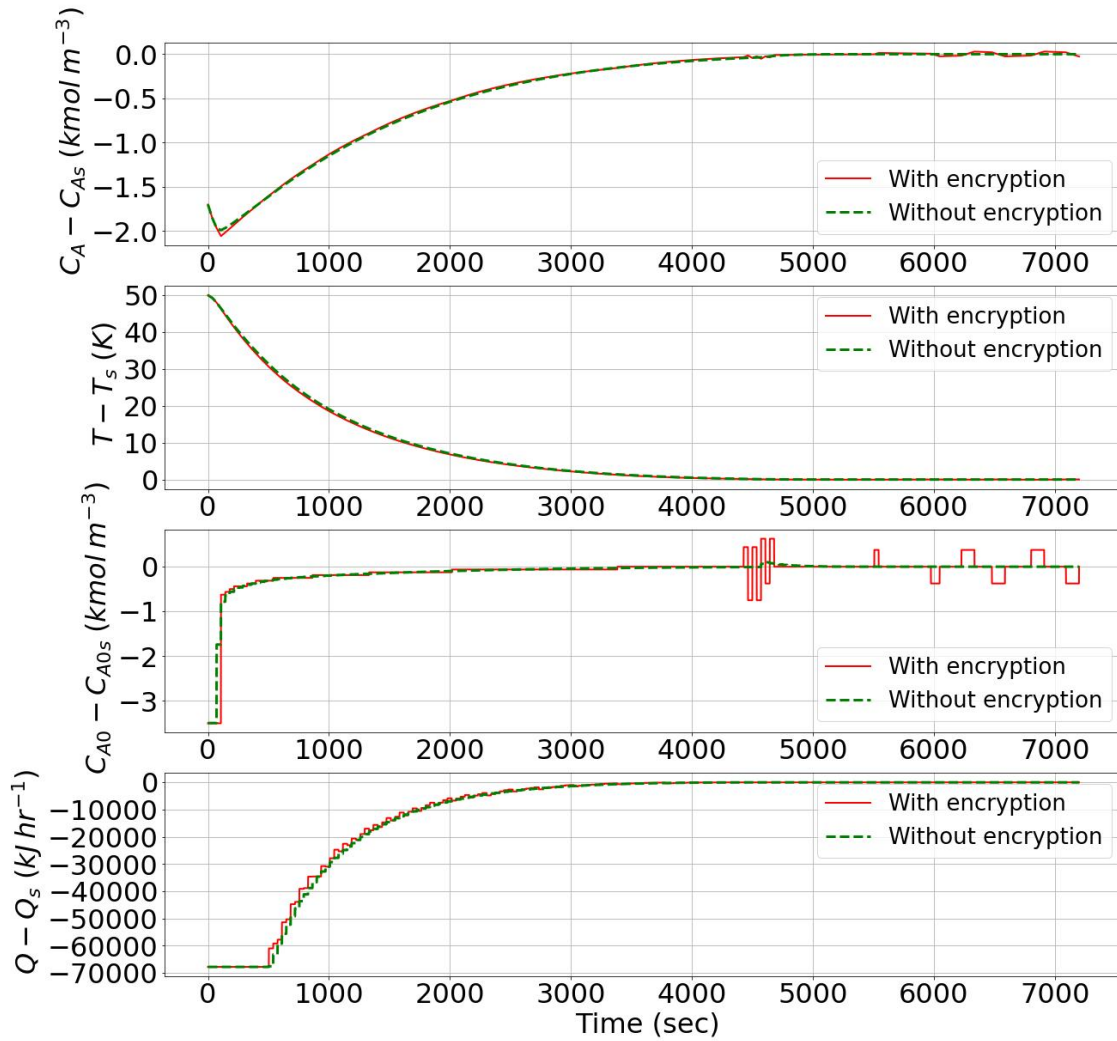 C_A − C_As (kmol m⁻³)
0.0
−0.5
−1.0
−1.5
−2.0
With encryption
Without encryption
0 1000 2000 3000 4000 5000 6000 7000
T − T_s (K)
50
40
30
20
10
0
With encryption
Without encryption
0 1000 2000 3000 4000 5000 6000 7000
C_A0 − C_A0s (kmol m⁻³)
0
−1
−2
−3
With encryption
Without encryption
0 1000 2000 3000 4000 5000 6000 7000
Q − Q_s (kJ hr⁻¹)
0
−10000
−20000
−30000
−40000
−50000
−60000
−70000
With encryption
Without encryption
0 1000 2000 3000 4000 5000 6000 7000
Time (sec)